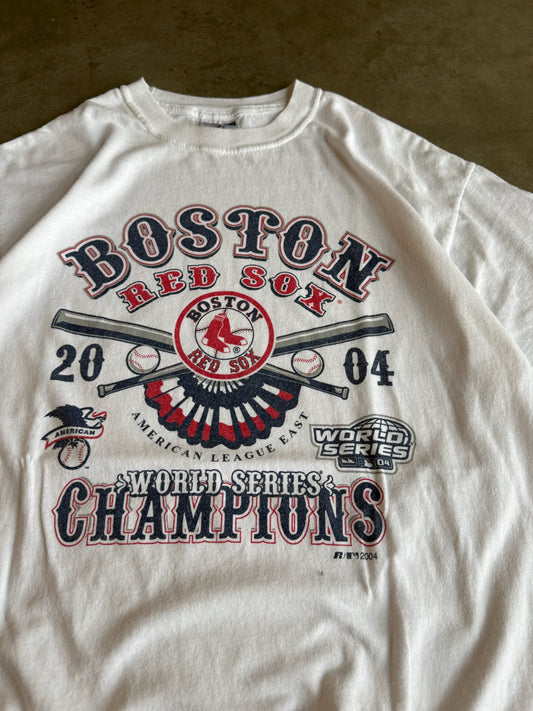 BOSTON
RED SOX ®
BOSTON
RED SOX ®
20 04
AMERICAN LEAGUE EAST
AMERICAN
WORLD
SERIES
04
WORLD SERIES
CHAMPIONS
2004